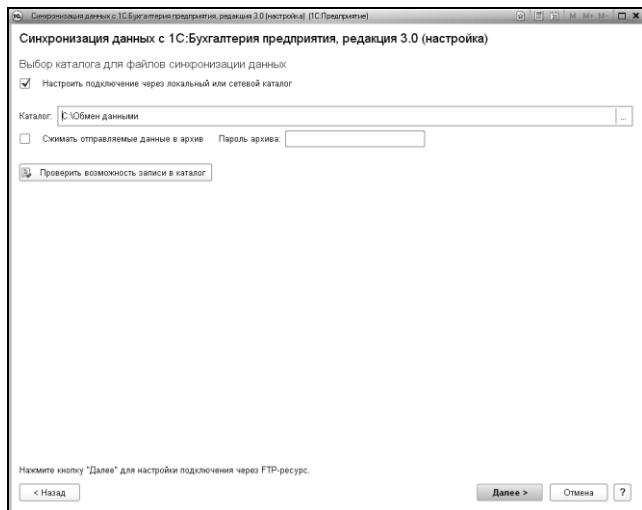 Синхронизация данных с 1С:Бухгалтерия предприятия, редакция 3.0 (настройка) (1С:Предприятие)
M M+ M-
Синхронизация данных с 1С:Бухгалтерия предприятия, редакция 3.0 (настройка)
Выбор каталога для файлов синхронизации данных
Настроить подключение через локальный или сетевой каталог
Каталог: C:\Обмен данными ...
Сжимать отправляемые данные в архив Пароль архива:
Проверить возможность записи в каталог
Нажмите кнопку "Далее" для настройки подключения через FTP-ресурс.
< Назад Далее > Отмена ?